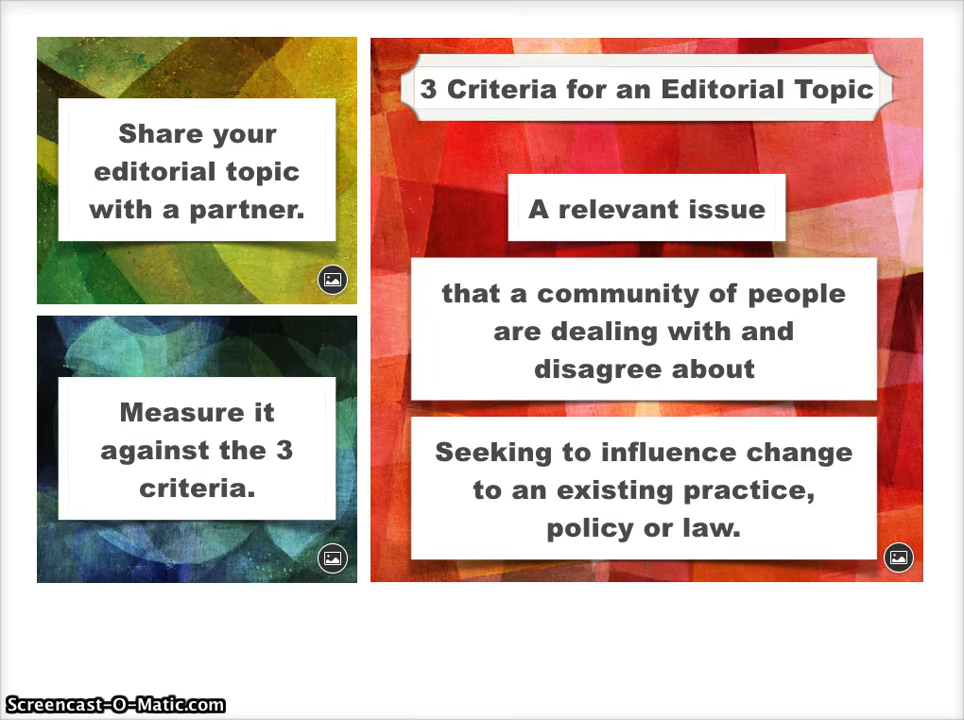 Share your
editorial topic
with a partner.
Measure it
against the 3
criteria.
3 Criteria for an Editorial Topic
A relevant issue
that a community of people
are dealing with and
disagree about
Seeking to influence change
to an existing practice,
policy or law.
Screencast-O-Matic.com